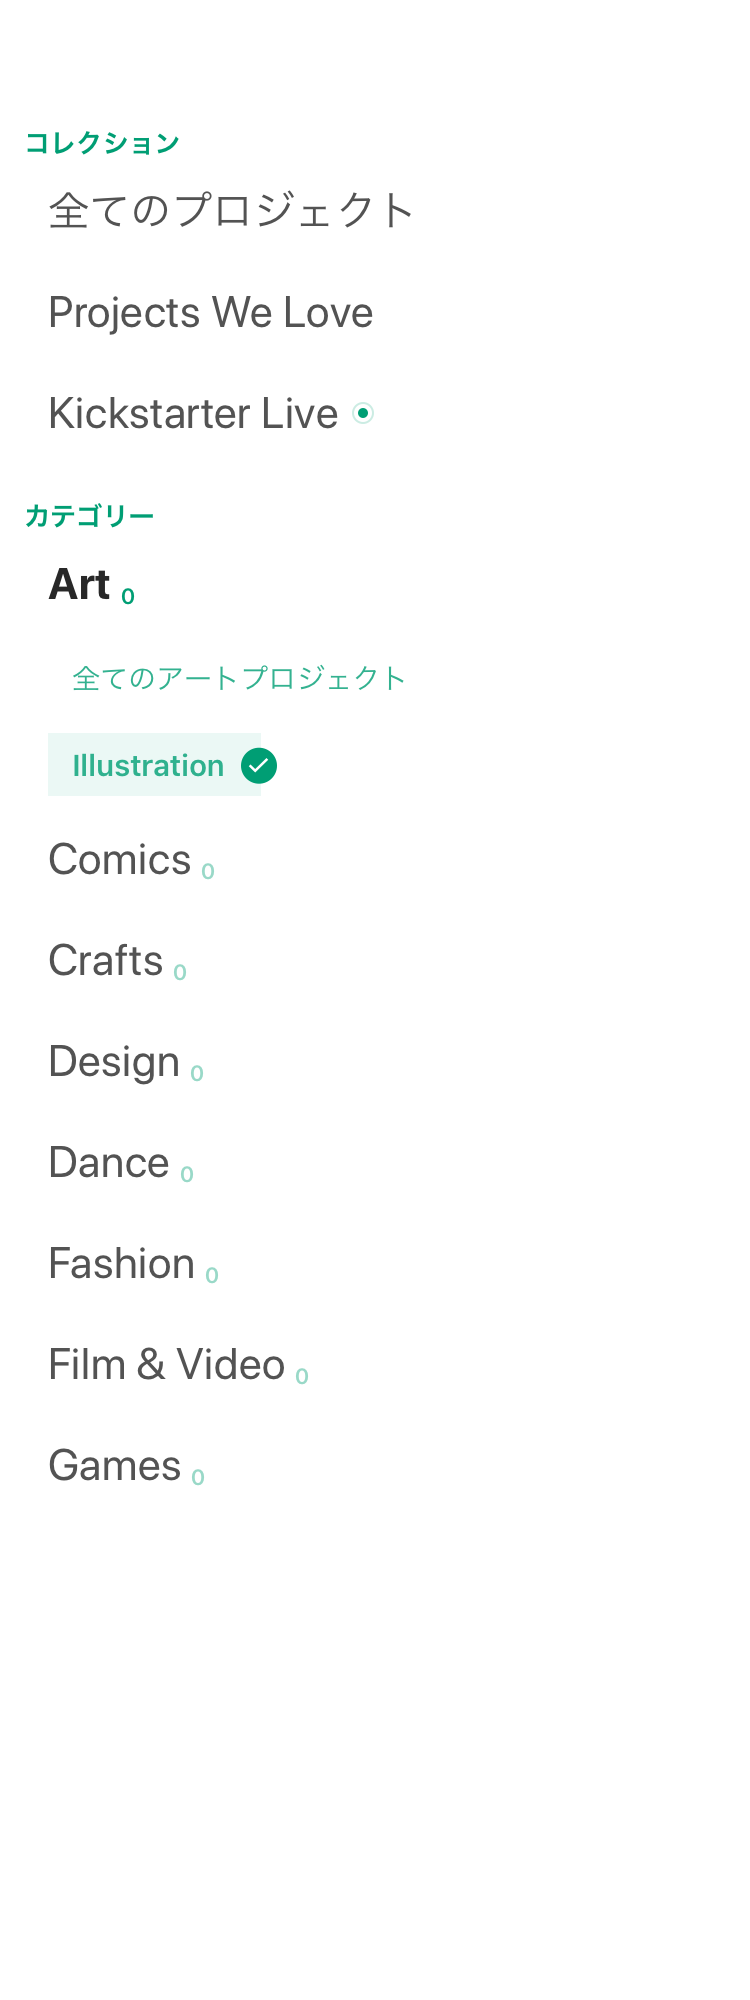 コレクション
全てのプロジェクト
Projects We Love
Kickstarter Live
カテゴリー
Art 0
全てのアートプロジェクト
Illustration
Comics 0
Crafts 0
Design 0
Dance 0
Fashion 0
Film & Video 0
Games 0